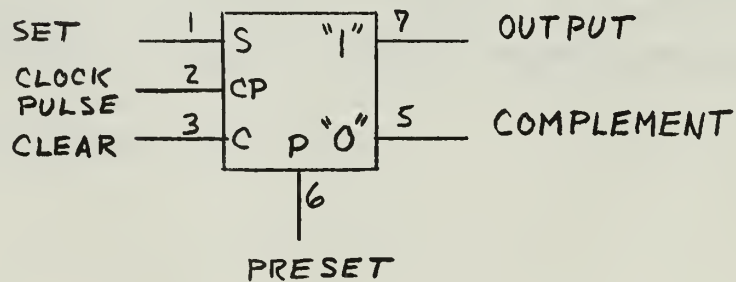 SET 1 S "1" 7 OUTPUT
CLOCK PULSE 2 CP
CLEAR 3 C P "0" 5 COMPLEMENT
6
PRESET